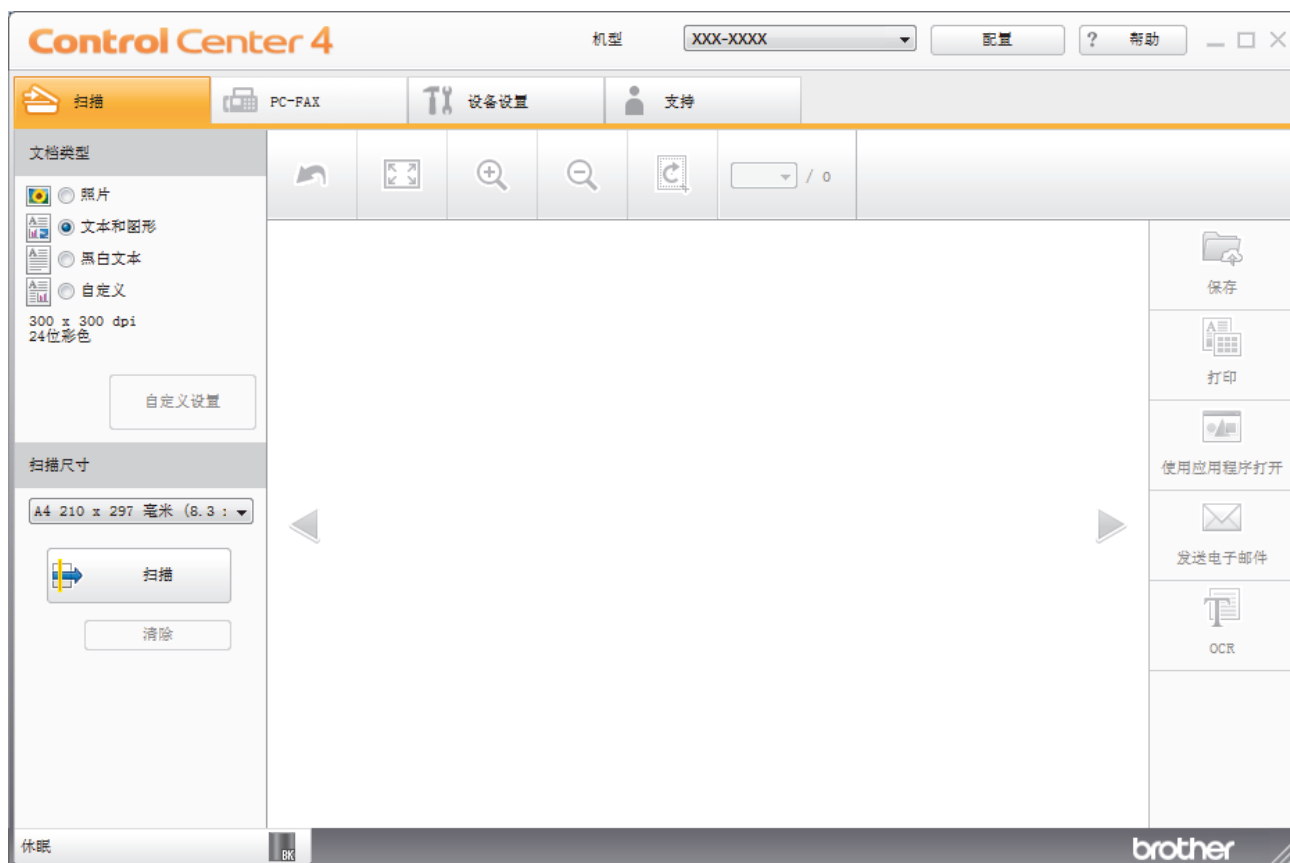 Control Center 4
机型
XXX-XXXX
配置
? 帮助
扫描
PC-FAX
设备设置
支持
文档类型
照片
文本和图形
黑白文本
自定义
300 x 300 dpi
24位彩色
自定义设置
扫描尺寸
A4 210 x 297 毫米 (8.3 :
扫描
清除
/ 0
保存
打印
使用应用程序打开
发送电子邮件
OCR
休眠
BK
brother